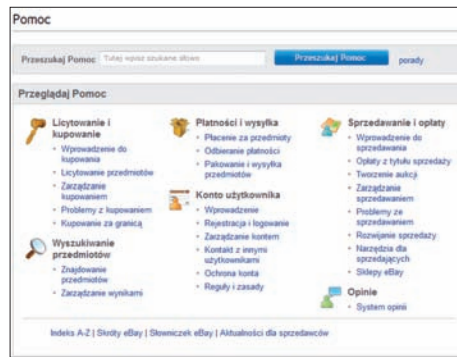 Pomoc
Przeszukaj Pomoc Tutaj wpisz szukane słowo Przeszukaj Pomoc porady
Przeglądaj Pomoc
Licytowanie i
kupowanie
Wprowadzenie do
kupowania
Licytowanie przedmiotów
Zarządzanie
kupowaniem
Problemy z kupowaniem
Kupowanie za granicą
Wyszukiwanie
przedmiotów
Znajdowanie
przedmiotów
Zarządzanie wynikami
Płatności i wysyłka
Płacenie za przedmioty
Odbieranie płatności
Pakowanie i wysyłka
przedmiotów
Konto użytkownika
Wprowadzenie
Rejestracja i logowanie
Zarządzanie kontem
Kontakt z innymi
użytkownikami
Ochrona konta
Reguły i zasady
Sprzedawanie i opłaty
Wprowadzenie do
sprzedawania
Opłaty z tytułu sprzedaży
Tworzenie aukcji
Zarządzanie
sprzedawaniem
Problemy ze
sprzedawaniem
Rozwijanie sprzedaży
Narzędzia dla
sprzedających
Sklepy eBay
Opinie
System opinii
Indeks A-Z | Skróty eBay | Słowniczek eBay | Aktualności dla sprzedawców